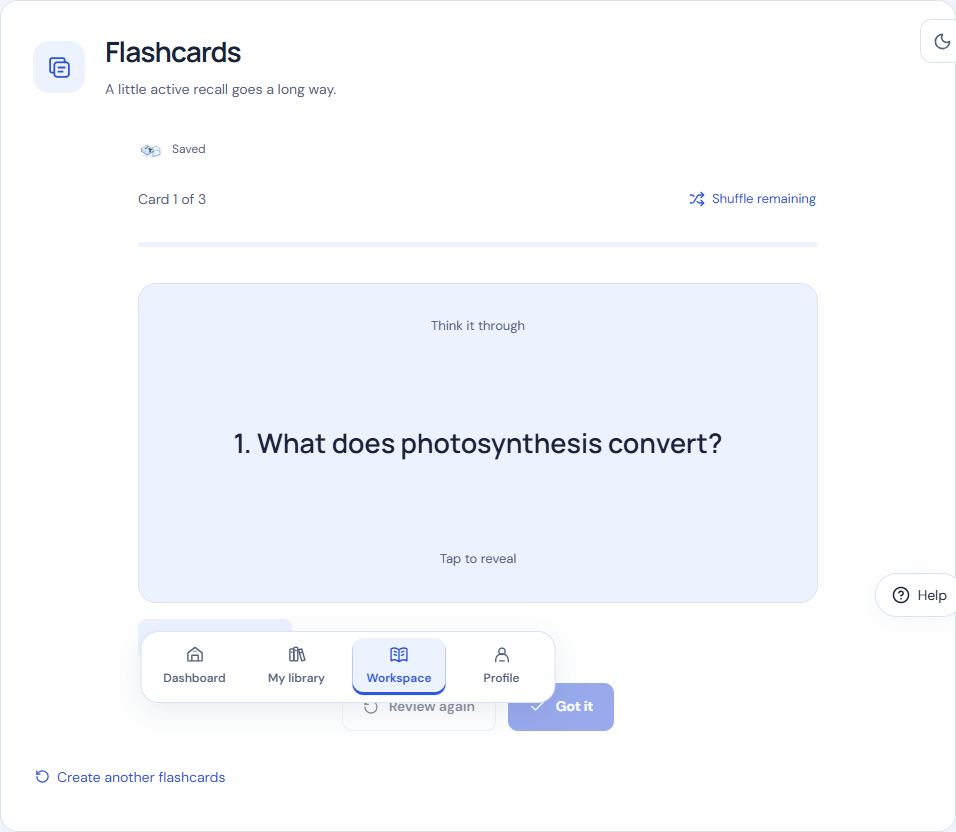 Flashcards
A little active recall goes a long way.
Saved
Card 1 of 3
Shuffle remaining
Think it through
1. What does photosynthesis convert?
Tap to reveal
Help
Dashboard
My library
Workspace
Profile
Review again
Got it
Create another flashcards